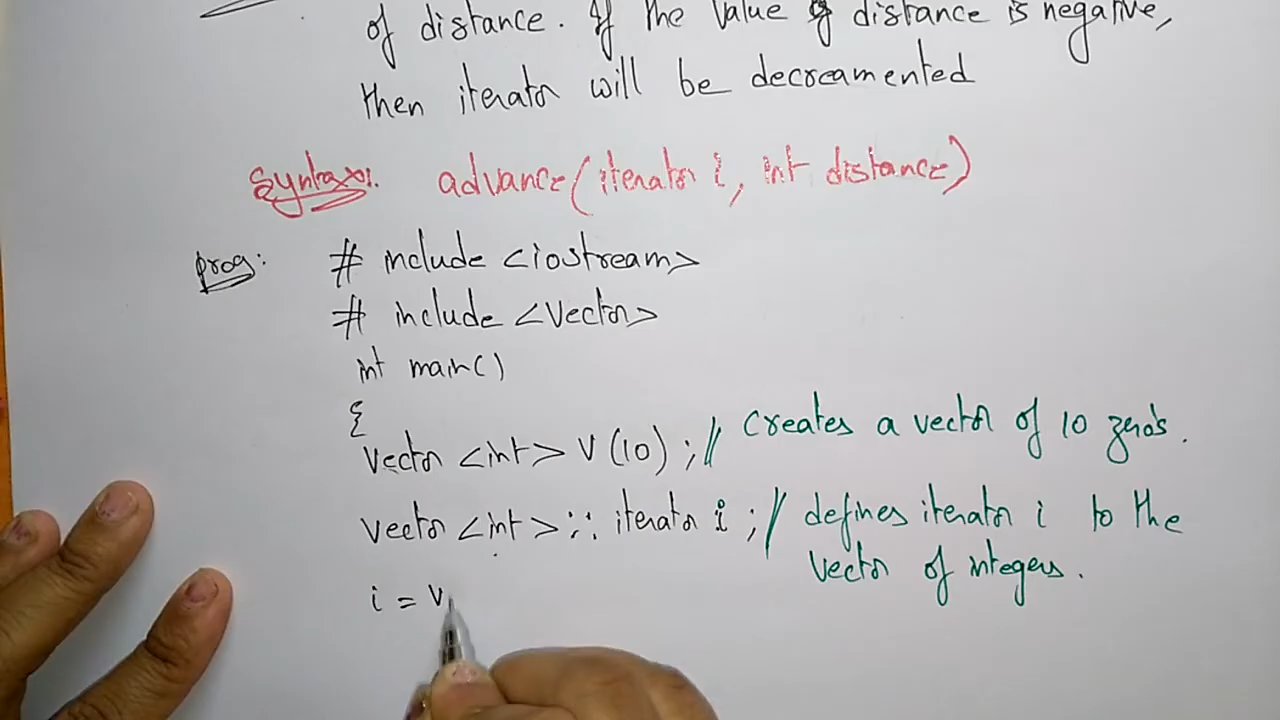 of distance. If the value of distance is negative,
then iterator will be decreamented
Syntax:. advance(iterator i, int distance)
prog: # include <iostream>
# include <Vector>
int main()
{
Vector <int> V (10) ; // creates a vector of 10 zero's.
vector <int> :: iterator i ; // defines iterator i to the
vector of integers.
i = v